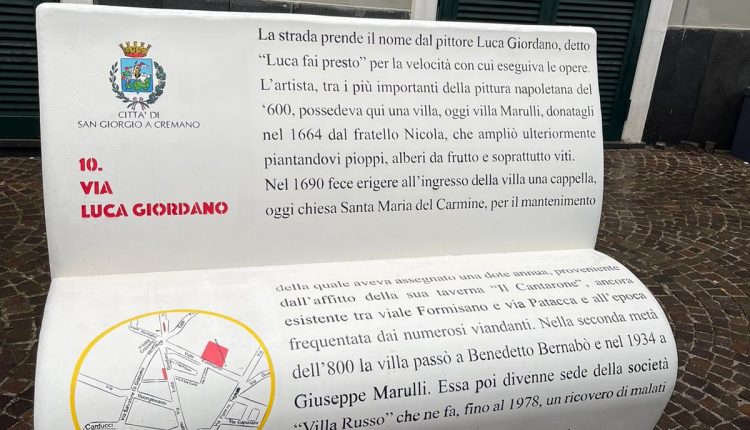 CITTA' DI
SAN GIORGIO A CREMANO
10.
VIA
LUCA GIORDANO
La strada prende il nome dal pittore Luca Giordano, detto
“Luca fai presto” per la velocità con cui eseguiva le opere.
L’artista, tra i più importanti della pittura napoletana del
‘600, possedeva qui una villa, oggi villa Marulli, donatagli
nel 1664 dal fratello Nicola, che ampliò ulteriormente
piantandovi pioppi, alberi da frutto e soprattutto viti.
Nel 1690 fece erigere all’ingresso della villa una cappella,
oggi chiesa Santa Maria del Carmine, per il mantenimento
della quale aveva assegnato una dote annua, proveniente
dall’affitto della sua taverna “Il Cantarone”, ancora
esistente tra viale Formisano e via Patacca e all’epoca
frequentata dai numerosi viandanti. Nella seconda metà
dell’800 la villa passò a Benedetto Bernabò e nel 1934 a
Giuseppe Marulli. Essa poi divenne sede della società
“Villa Russo” che ne fa, fino al 1978, un ricovero di malati
Carducci